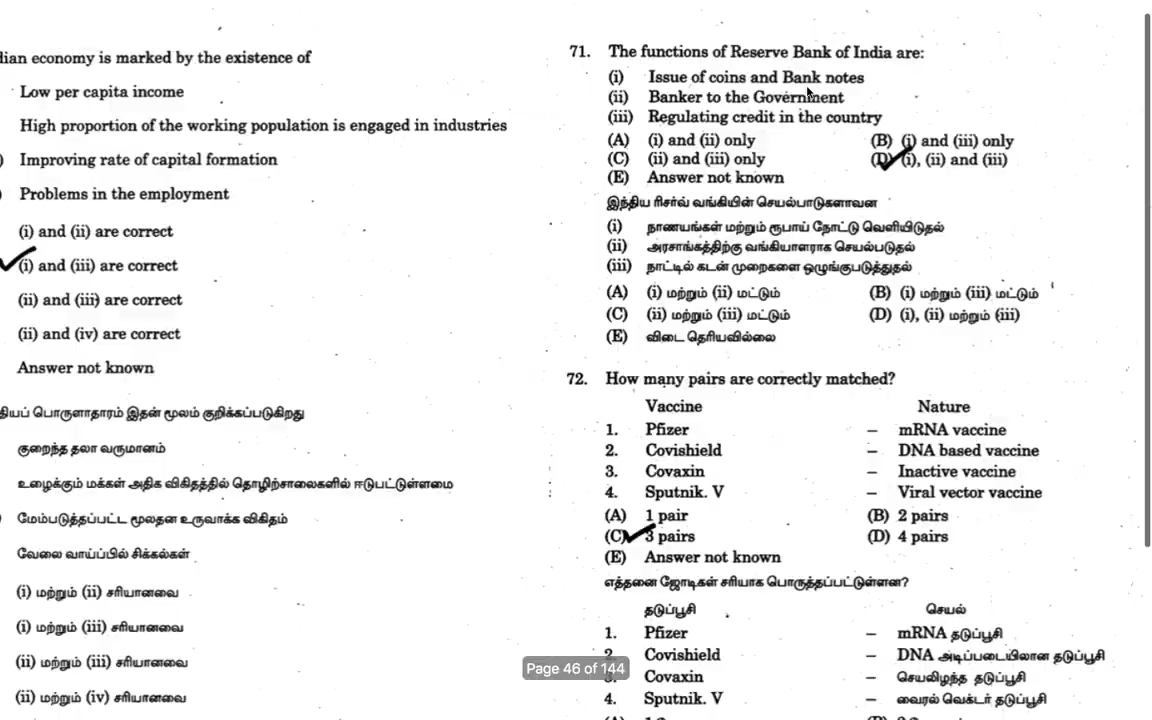 dian economy is marked by the existence of
Low per capita income
High proportion of the working population is engaged in industries
) Improving rate of capital formation
Problems in the employment
(i) and (ii) are correct
(i) and (iii) are correct
(ii) and (iii) are correct
(ii) and (iv) are correct
Answer not known
தியப் பொருளாதாரம் இதன் மூலம் குறிக்கப்படுகிறது
குறைந்த தலா வருமானம்
உழைக்கும் மக்கள் அதிக விகிதத்தில் தொழிற்சாலைகளில் ஈடுபட்டுள்ளமை
) மேம்படுத்தப்பட்ட மூலதன உருவாக்க விகிதம்
வேலை வாய்ப்பில் சிக்கல்கள்
(i) மற்றும் (ii) சரியானவை
(i) மற்றும் (iii) சரியானவை
(ii) மற்றும் (iii) சரியானவை
(ii) மற்றும் (iv) சரியானவை
71. The functions of Reserve Bank of India are:
(i) Issue of coins and Bank notes
(ii) Banker to the Government
(iii) Regulating credit in the country
(A) (i) and (ii) only (B) (i) and (iii) only
(C) (ii) and (iii) only (D) (i), (ii) and (iii)
(E) Answer not known
இந்திய ரிசர்வ் வங்கியின் செயல்பாடுகளாவன
(i) நாணயங்கள் மற்றும் ரூபாய் நோட்டு வெளியிடுதல்
(ii) அரசாங்கத்திற்கு வங்கியாளராக செயல்படுதல்
(iii) நாட்டில் கடன் முறைகளை ஒழுங்குபடுத்துதல்
(A) (i) மற்றும் (ii) மட்டும் (B) (i) மற்றும் (iii) மட்டும்
(C) (ii) மற்றும் (iii) மட்டும் (D) (i), (ii) மற்றும் (iii)
(E) விடை தெரியவில்லை
72. How many pairs are correctly matched?
Vaccine Nature
1. Pfizer – mRNA vaccine
2. Covishield – DNA based vaccine
3. Covaxin – Inactive vaccine
4. Sputnik. V – Viral vector vaccine
(A) 1 pair (B) 2 pairs
(C) 3 pairs (D) 4 pairs
(E) Answer not known
எத்தனை ஜோடிகள் சரியாக பொருத்தப்பட்டுள்ளன?
தடுப்பூசி செயல்
1. Pfizer – mRNA தடுப்பூசி
2. Covishield – DNA அடிப்படையிலான தடுப்பூசி
3. Covaxin – செயலிழந்த தடுப்பூசி
4. Sputnik. V – வைரல் வெக்டர் தடுப்பூசி
Page 46 of 144